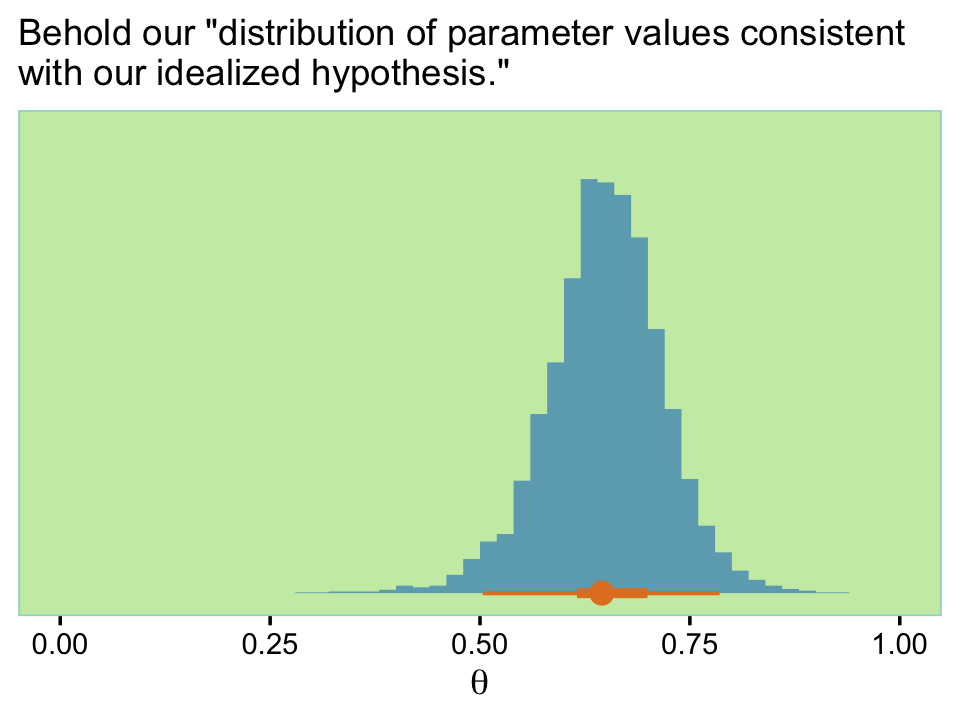 Behold our "distribution of parameter values consistent
with our idealized hypothesis."
0.00 0.25 0.50 0.75 1.00
θ